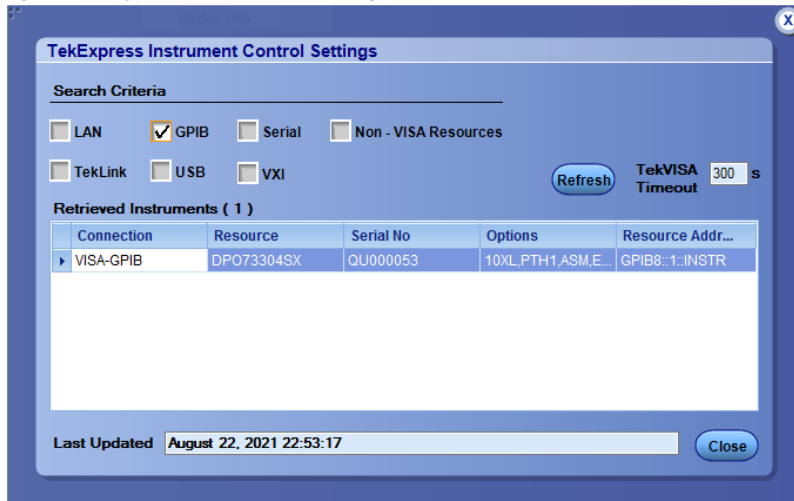 X
TekExpress Instrument Control Settings
Search Criteria
LAN GPIB Serial Non - VISA Resources
TekLink USB VXI Refresh TekVISA Timeout 300 s
Retrieved Instruments ( 1 )
Connection Resource Serial No Options Resource Addr...
VISA-GPIB DPO73304SX QU000053 10XL,PTH1,ASM,E... GPIB8::1::INSTR
Last Updated August 22, 2021 22:53:17 Close